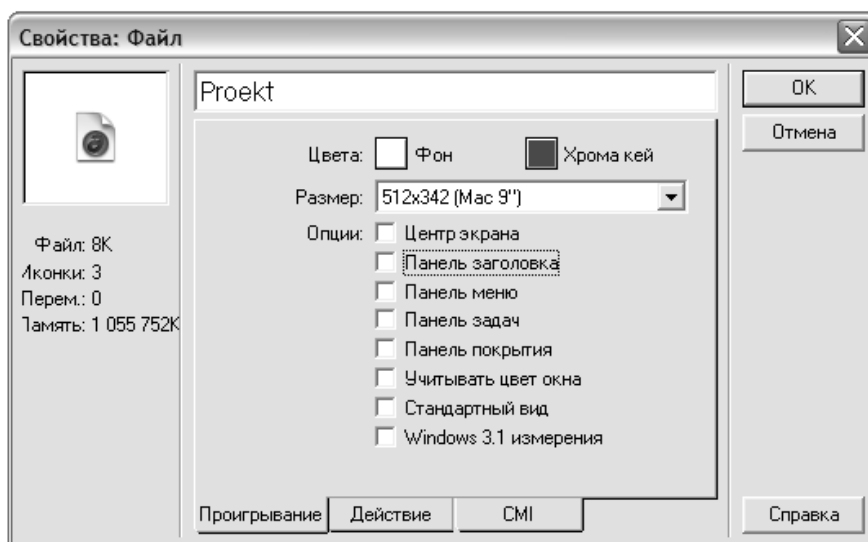 Свойства: Файл
Proekt
OK
Отмена
Цвета: Фон Хрома кей
Размер: 512x342 (Mac 9")
Опции: Центр экрана
Панель заголовка
Панель меню
Панель задач
Панель покрытия
Учитывать цвет окна
Стандартный вид
Windows 3.1 измерения
Файл: 8K
Иконки: 3
Перем.: 0
Память: 1 055 752K
Проигрывание Действие CMI
Справка